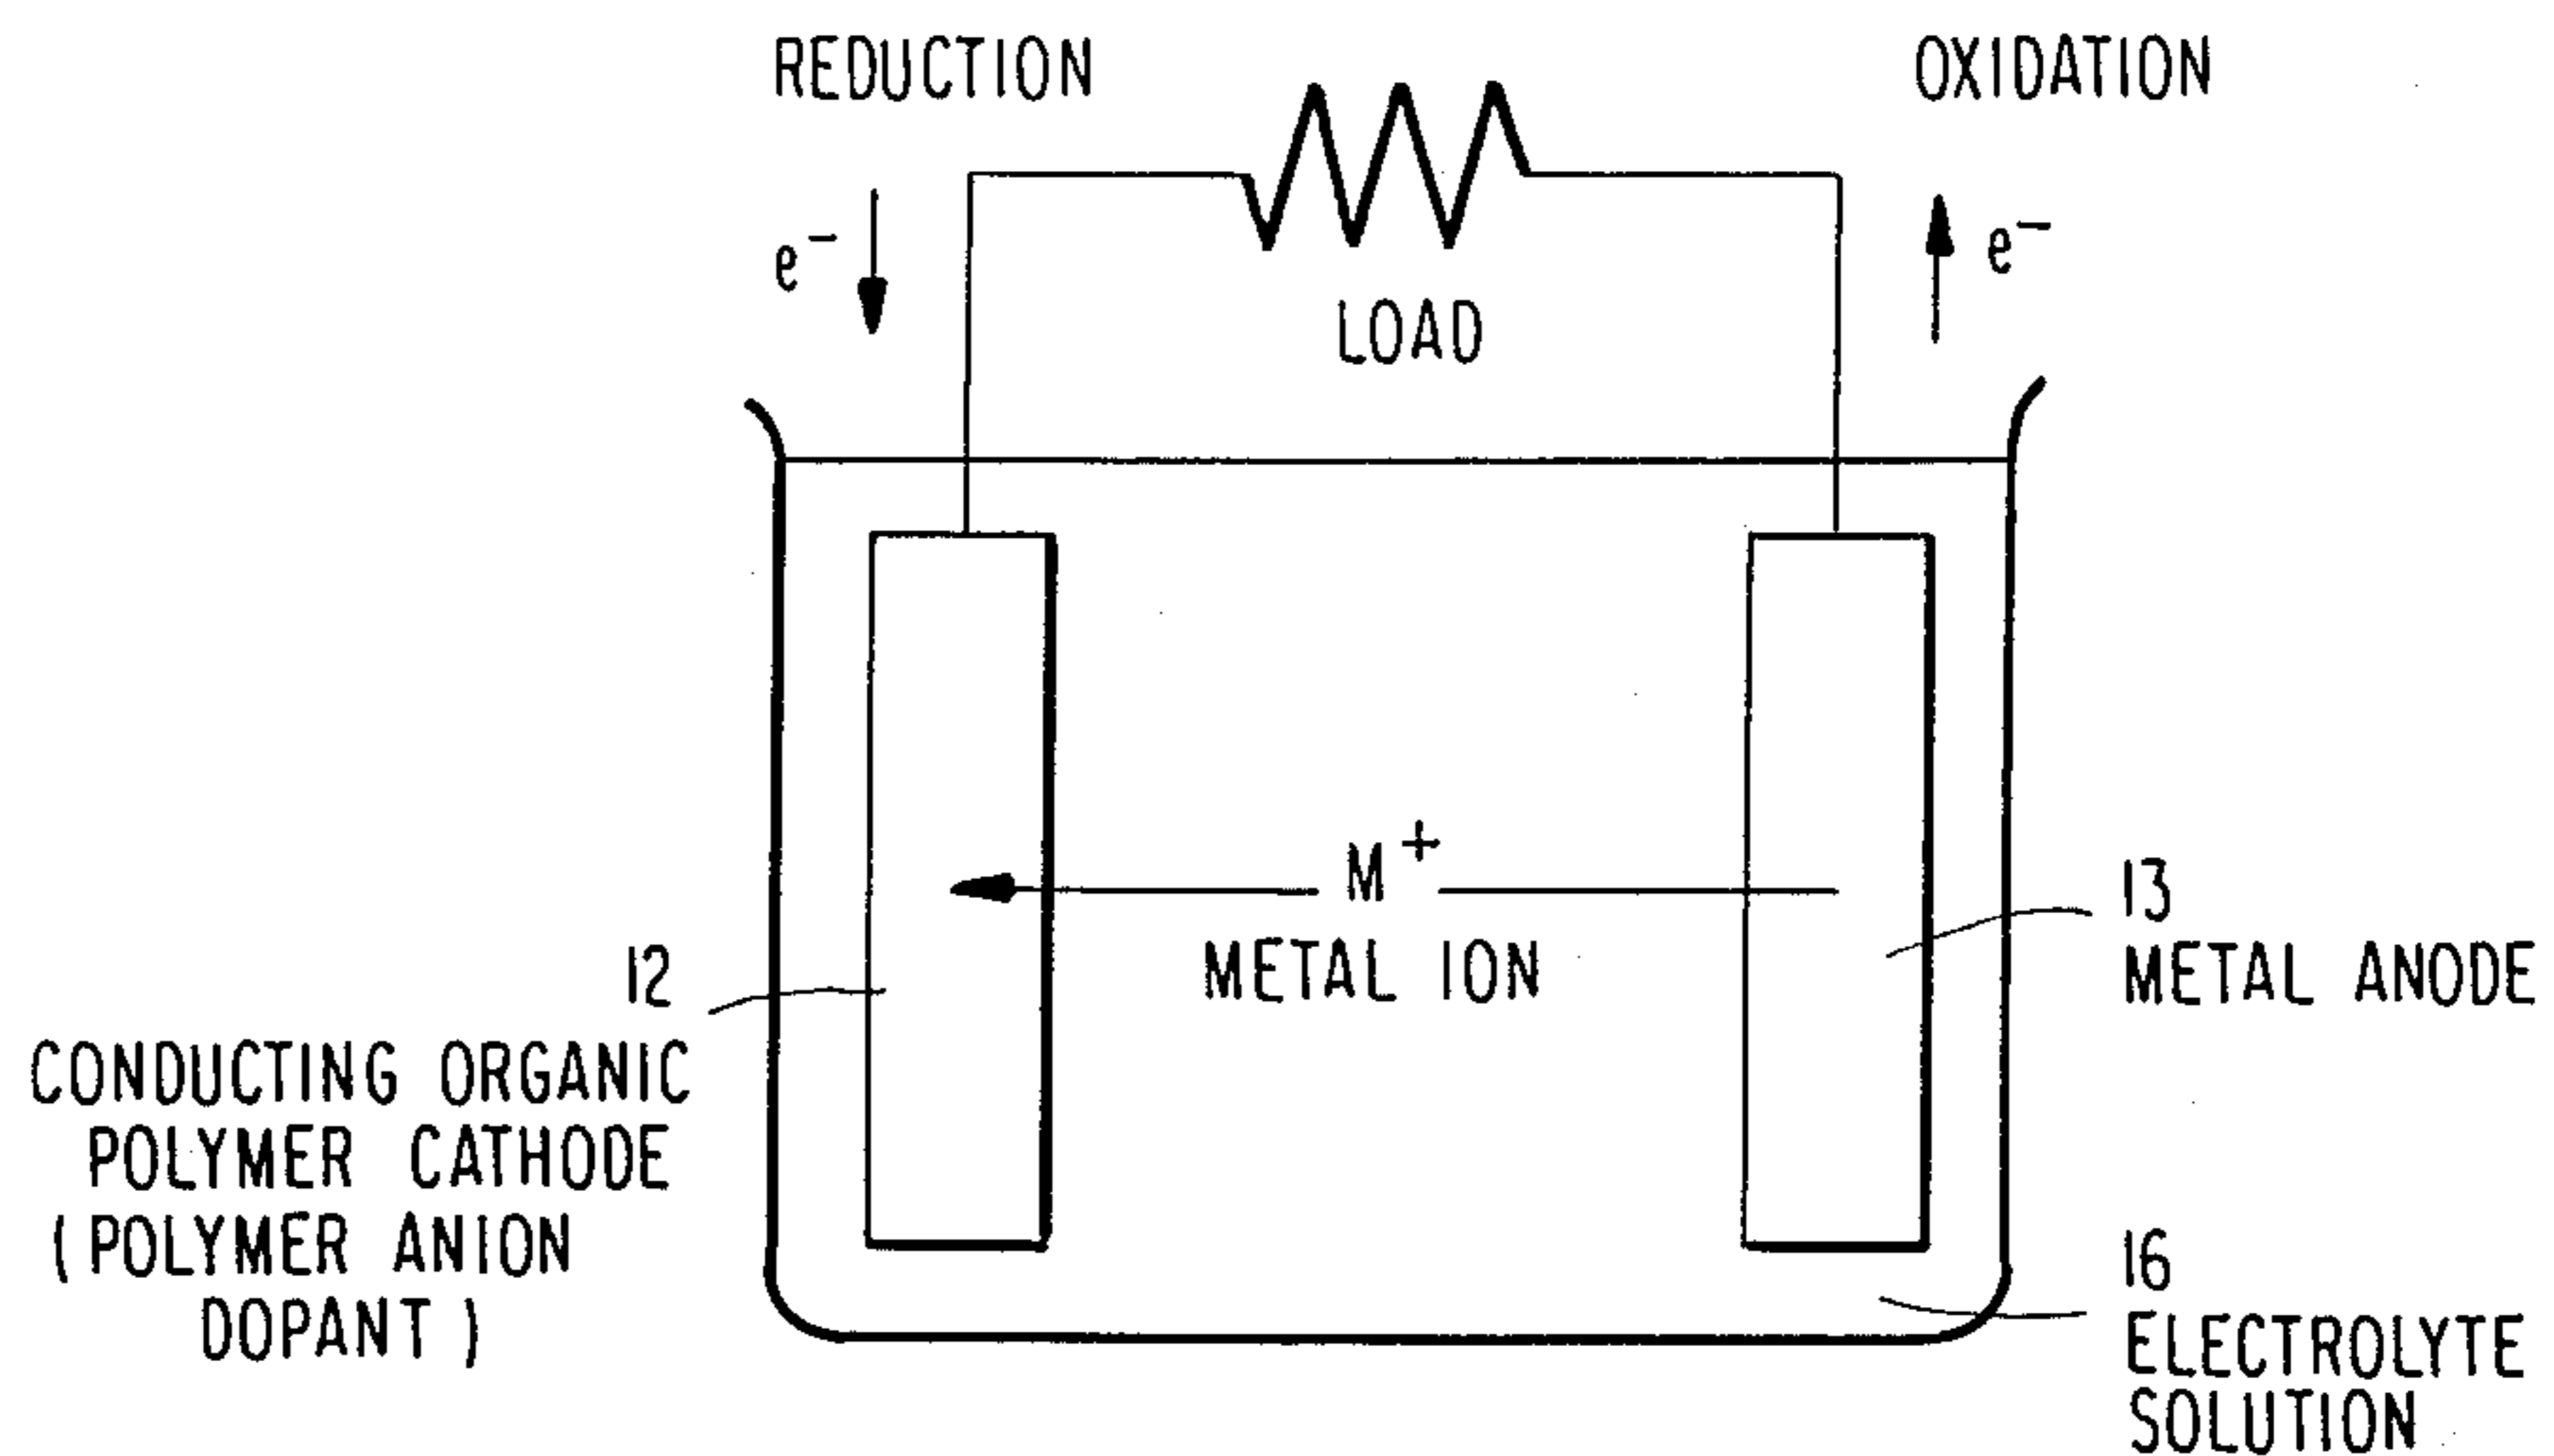 REDUCTION
OXIDATION
e⁻
e⁻
LOAD
M⁺
METAL ION
12
CONDUCTING ORGANIC
POLYMER CATHODE
(POLYMER ANION
DOPANT)
13
METAL ANODE
16
ELECTROLYTE
SOLUTION